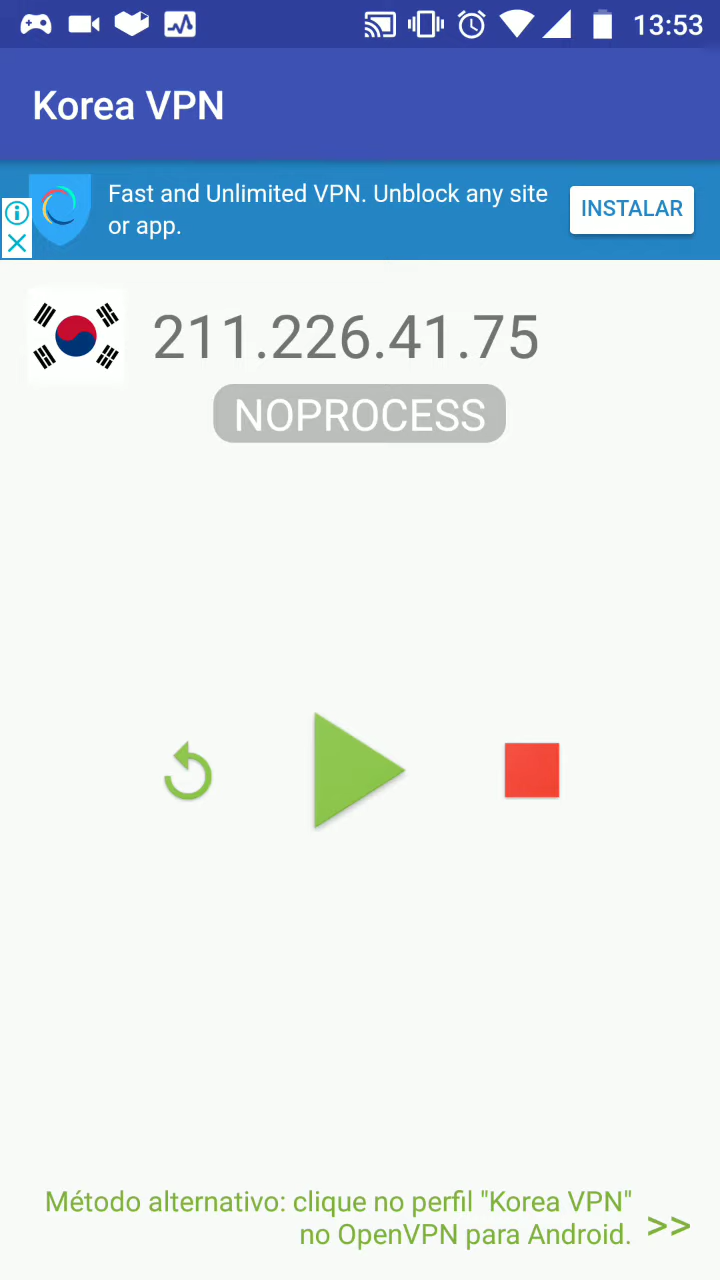 13:53
Korea VPN
Fast and Unlimited VPN. Unblock any site
or app.
INSTALAR
211.226.41.75
NOPROCESS
Método alternativo: clique no perfil "Korea VPN"
no OpenVPN para Android.
>>